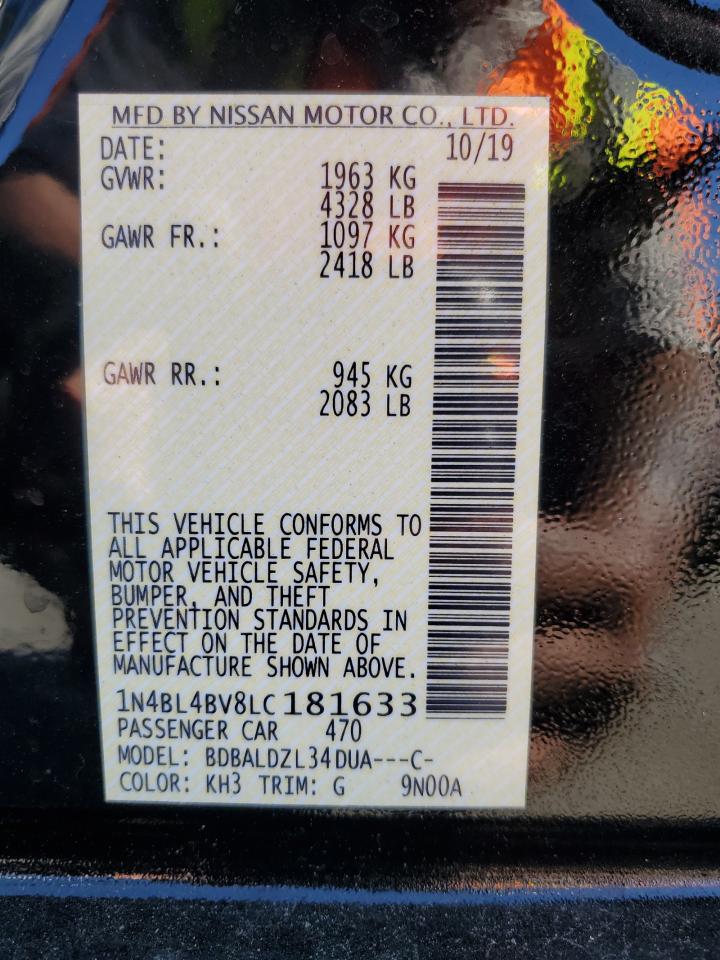 MFD BY NISSAN MOTOR CO., LTD.
DATE: 10/19
GVWR: 1963 KG
4328 LB
GAWR FR.: 1097 KG
2418 LB
GAWR RR.: 945 KG
2083 LB
THIS VEHICLE CONFORMS TO
ALL APPLICABLE FEDERAL
MOTOR VEHICLE SAFETY,
BUMPER, AND THEFT
PREVENTION STANDARDS IN
EFFECT ON THE DATE OF
MANUFACTURE SHOWN ABOVE.
1N4BL4BV8LC181633
PASSENGER CAR 470
MODEL: BDBALDZL34DUA---C-
COLOR: KH3 TRIM: G 9N00A